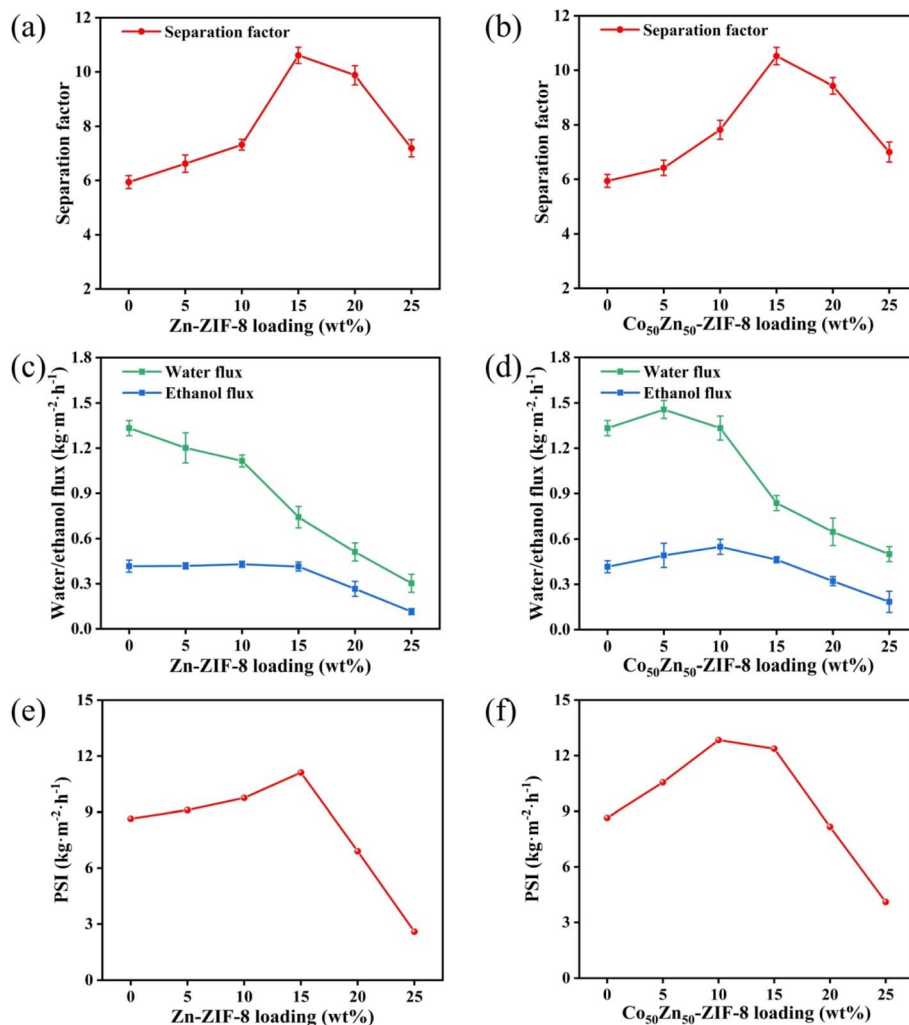 (a)
Separation factor
12
10
8
6
4
2
Separation factor
0 5 10 15 20 25
Zn-ZIF-8 loading (wt%)
(b)
Separation factor
12
10
8
6
4
2
Separation factor
0 5 10 15 20 25
Co₅₀Zn₅₀-ZIF-8 loading (wt%)
(c)
Water flux
Ethanol flux
1.8
1.5
1.2
0.9
0.6
0.3
0.0
Water/ethanol flux (kg·m⁻²·h⁻¹)
0 5 10 15 20 25
Zn-ZIF-8 loading (wt%)
(d)
Water flux
Ethanol flux
1.8
1.5
1.2
0.9
0.6
0.3
0.0
Water/ethanol flux (kg·m⁻²·h⁻¹)
0 5 10 15 20 25
Co₅₀Zn₅₀-ZIF-8 loading (wt%)
(e)
15
12
9
6
3
0
PSI (kg·m⁻²·h⁻¹)
0 5 10 15 20 25
Zn-ZIF-8 loading (wt%)
(f)
15
12
9
6
3
0
PSI (kg·m⁻²·h⁻¹)
0 5 10 15 20 25
Co₅₀Zn₅₀-ZIF-8 loading (wt%)